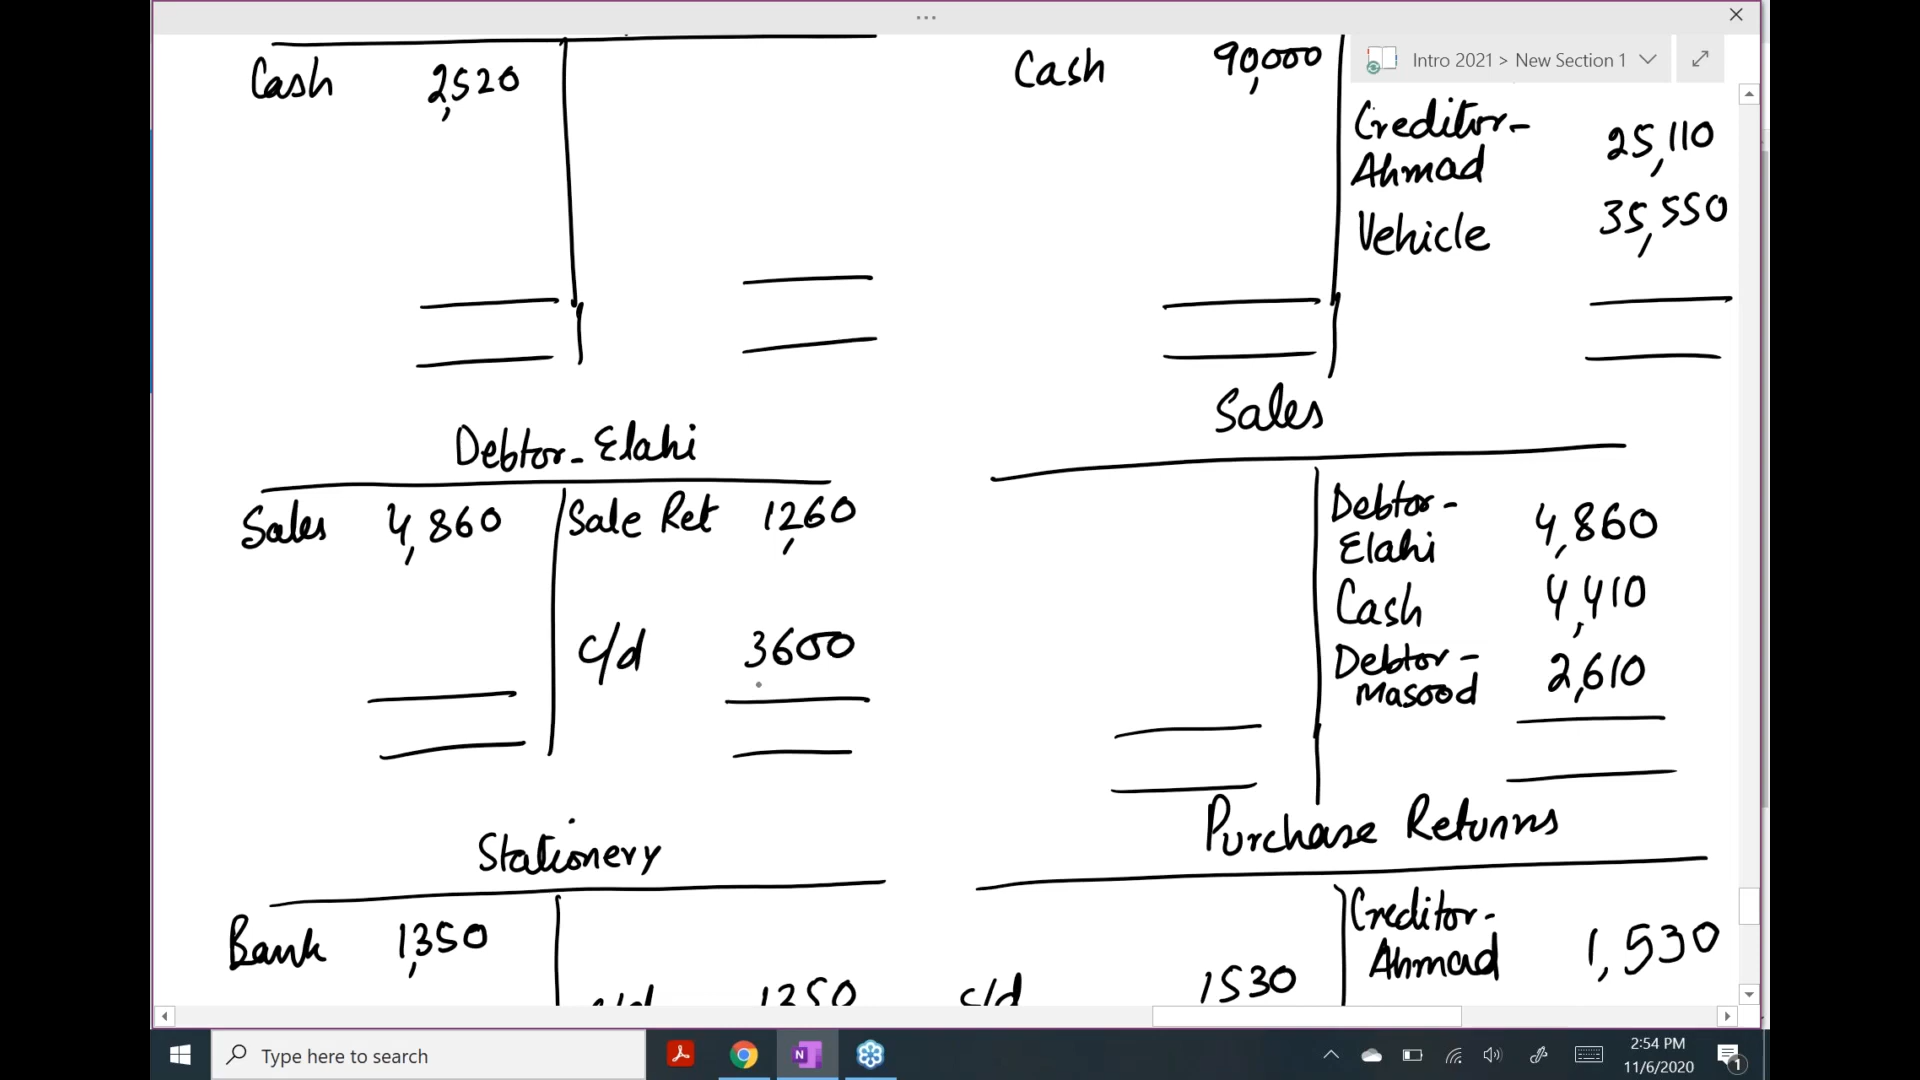 Intro 2021 > New Section 1
Cash 2,520
Cash 90,000
Creditor-
Ahmad 25,110
Vehicle 35,550
Debtor-Elahi
Sales 4,860 Sale Ret 1,260
c/d 3600
Sales
Debtor-
Elahi 4,860
Cash 4,410
Debtor-
Masood 2,610
Stationery
Bank 1,350
c/d 1350
Purchase Returns
Creditor-
Ahmad 1,530
c/d 1530
Type here to search
2:54 PM
11/6/2020
1